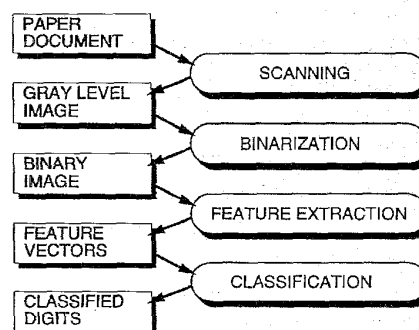 PAPER
DOCUMENT
SCANNING
GRAY LEVEL
IMAGE
BINARIZATION
BINARY
IMAGE
FEATURE EXTRACTION
FEATURE
VECTORS
CLASSIFICATION
CLASSIFIED
DIGITS